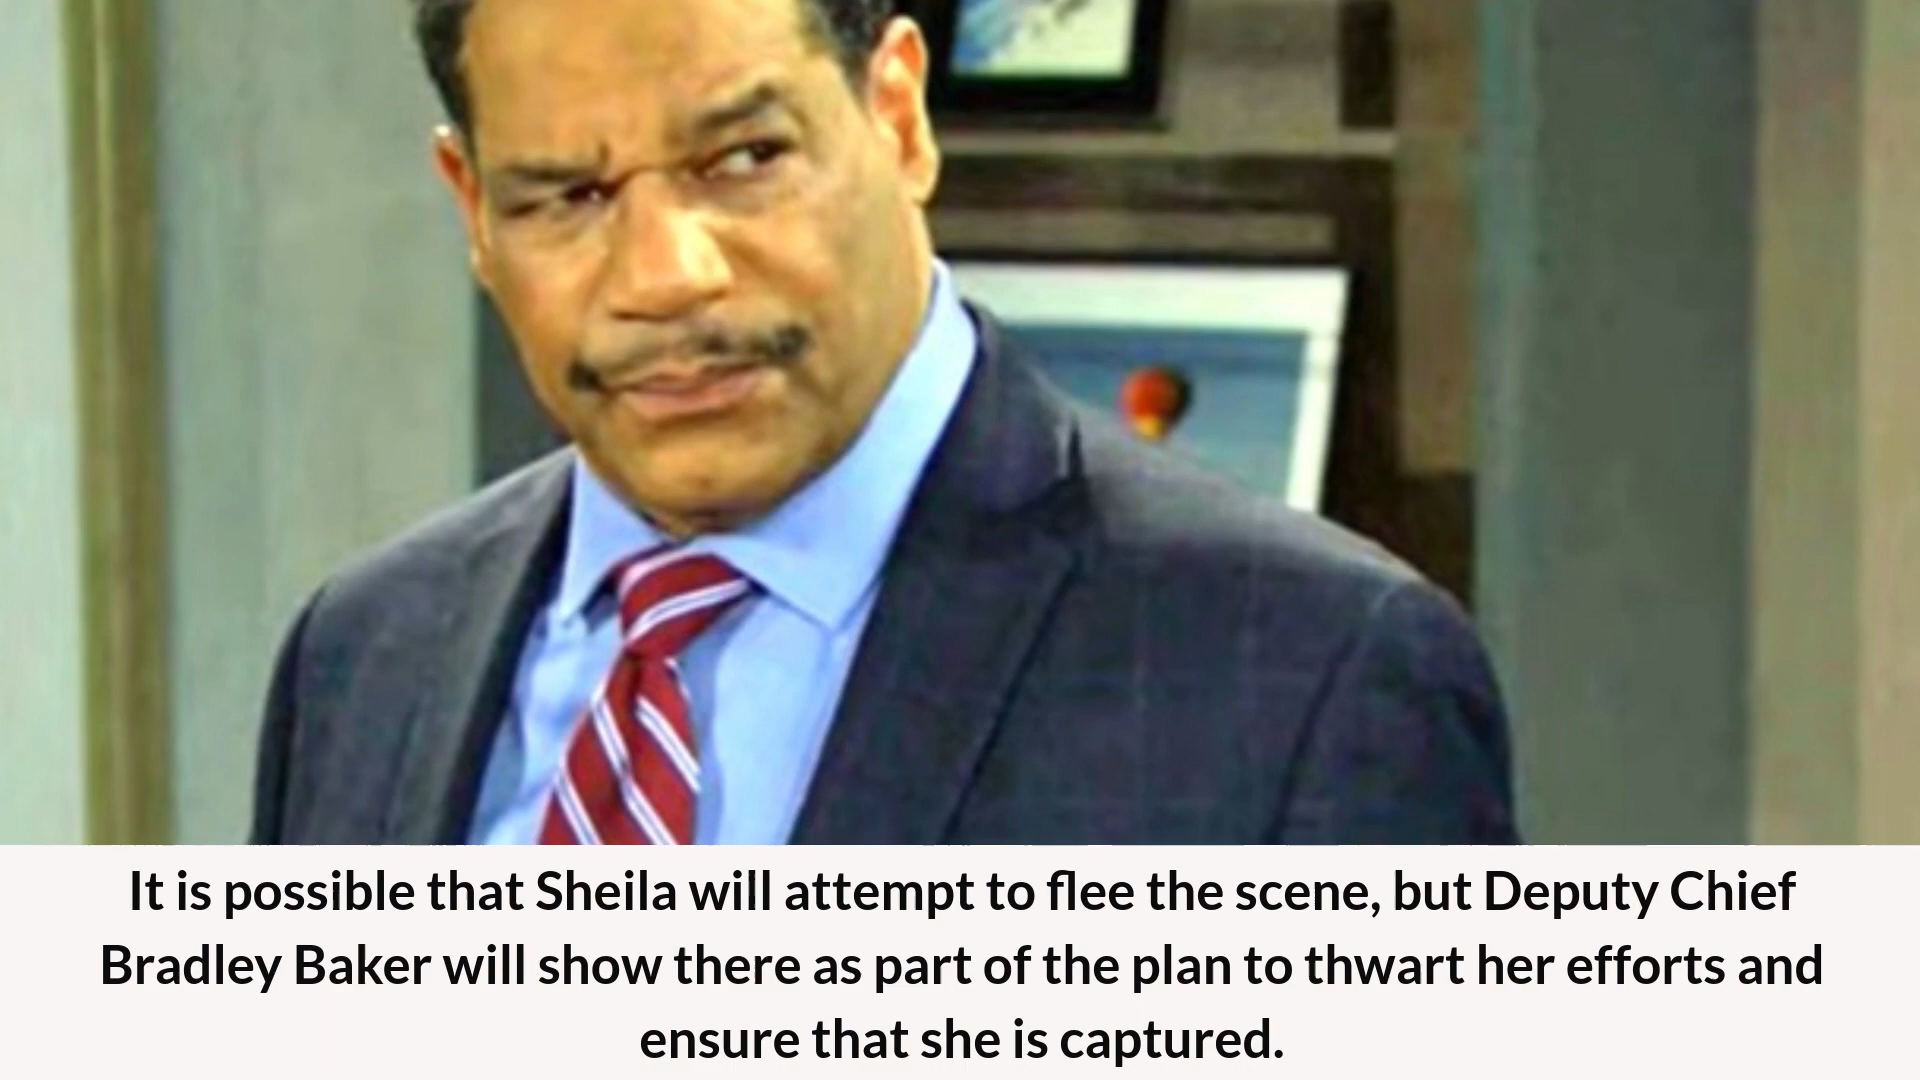 It is possible that Sheila will attempt to flee the scene, but Deputy Chief
Bradley Baker will show there as part of the plan to thwart her efforts and
ensure that she is captured.